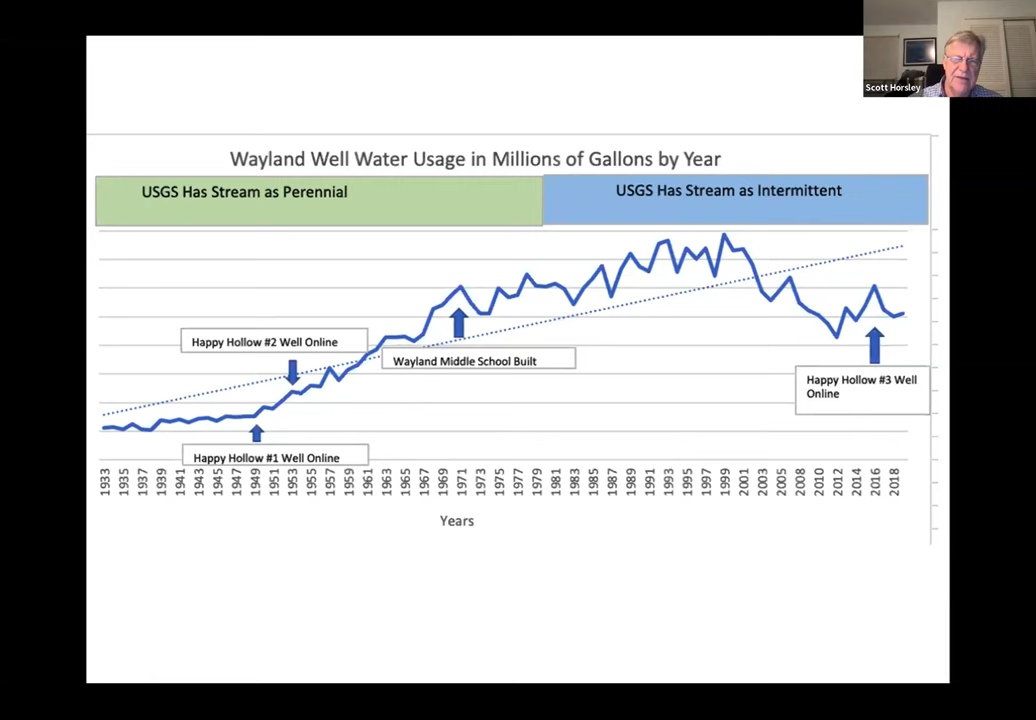 Scott Horsley
Wayland Well Water Usage in Millions of Gallons by Year
USGS Has Stream as Perennial
USGS Has Stream as Intermittent
Happy Hollow #2 Well Online
Wayland Middle School Built
Happy Hollow #3 Well
Online
Happy Hollow #1 Well Online
1933 1935 1937 1939 1941 1943 1945 1947 1949 1951 1953 1955 1957 1959 1961 1963 1965 1967 1969 1971 1973 1975 1977 1979 1981 1983 1985 1987 1989 1991 1993 1995 1997 1999 2001 2003 2005 2008 2010 2012 2014 2016 2018
Years